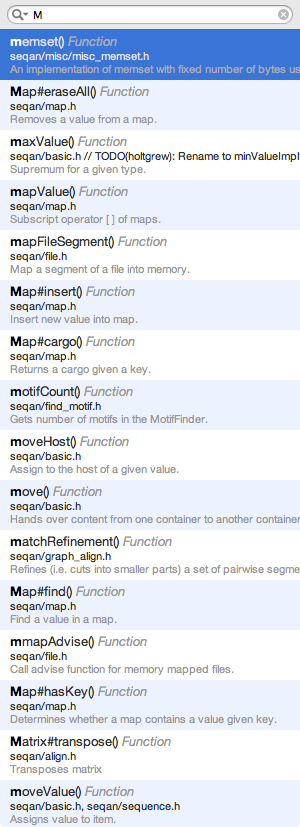 M
memset() Function
seqan/misc/misc_memset.h
An implementation of memset with fixed number of bytes us
Map#eraseAll() Function
seqan/map.h
Removes a value from a map.
maxValue() Function
seqan/basic.h // TODO(holtgrew): Rename to minValueImpl
Supremum for a given type.
mapValue() Function
seqan/map.h
Subscript operator [ ] of maps.
mapFileSegment() Function
seqan/file.h
Map a segment of a file into memory.
Map#insert() Function
seqan/map.h
Insert new value into map.
Map#cargo() Function
seqan/map.h
Returns a cargo given a key.
motifCount() Function
seqan/find_motif.h
Gets number of motifs in the MotifFinder.
moveHost() Function
seqan/basic.h
Assign to the host of a given value.
move() Function
seqan/basic.h
Hands over content from one container to another container
matchRefinement() Function
seqan/graph_align.h
Refines (i.e. cuts into smaller parts) a set of pairwise segme
Map#find() Function
seqan/map.h
Find a value in a map.
mmapAdvise() Function
seqan/file.h
Call advise function for memory mapped files.
Map#hasKey() Function
seqan/map.h
Determines whether a map contains a value given key.
Matrix#transpose() Function
seqan/align.h
Transposes matrix
moveValue() Function
seqan/basic.h, seqan/sequence.h
Assigns value to item.